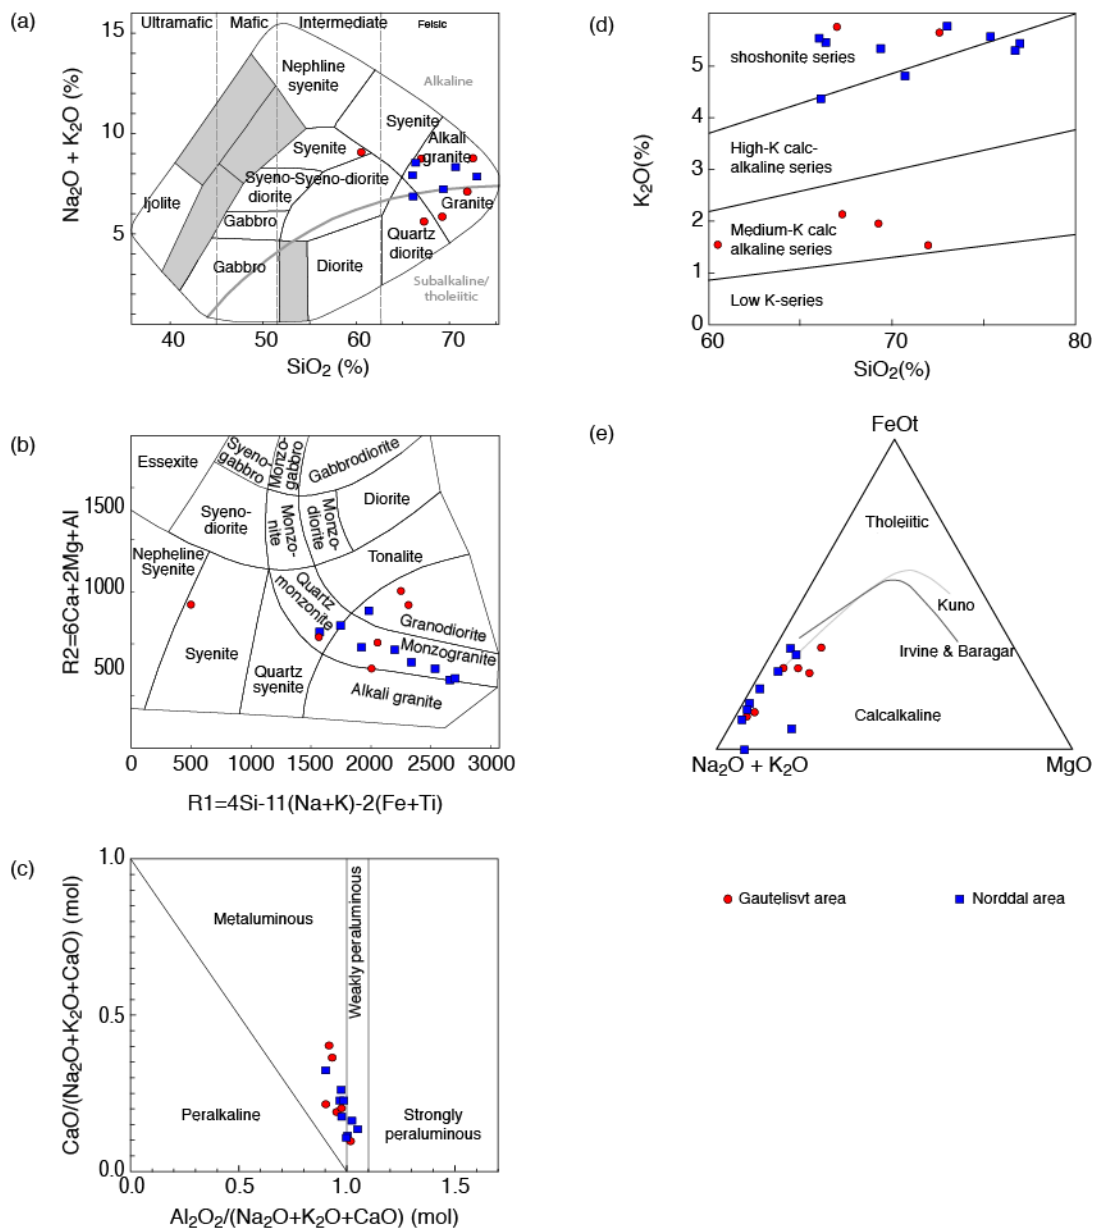 (a)
Ultramafic
Mafic
Intermediate
Felsic
15
10
5
Na2O + K2O (%)
Nephline
syenite
Alkaline
Syenite
Alkali
granite
Syenite
Syeno-
diorite
Syeno-diorite
Ijolite
Granite
Gabbro
Quartz
diorite
Gabbro
Diorite
Subalkaline/
tholeiitic
40
50
60
70
SiO2 (%)
(b)
Essexite
Syeno-
gabbro
Monzo-
gabbro
Gabbrodiorite
1500
1000
500
R2=6Ca+2Mg+Al
Syeno-
diorite
Monzo-
nite
Monzo-
diorite
Diorite
Nepheline
Syenite
Tonalite
Quartz
monzonite
Granodiorite
Monzogranite
Syenite
Quartz
syenite
Alkali granite
0
500
1000
1500
2000
2500
3000
R1=4Si-11(Na+K)-2(Fe+Ti)
(c)
1.0
0.5
0.0
CaO/(Na2O+K2O+CaO) (mol)
Metaluminous
Weakly peraluminous
Peralkaline
Strongly
peraluminous
0.0
0.5
1.0
1.5
Al2O2/(Na2O+K2O+CaO) (mol)
(d)
5
4
3
2
1
0
K2O(%)
shoshonite series
High-K calc-
alkaline series
Medium-K calc
alkaline series
Low K-series
60
70
80
SiO2(%)
(e)
FeOt
Tholeiitic
Kuno
Irvine & Baragar
Calcalkaline
Na2O + K2O
MgO
Gautelisvt area
Norddal area